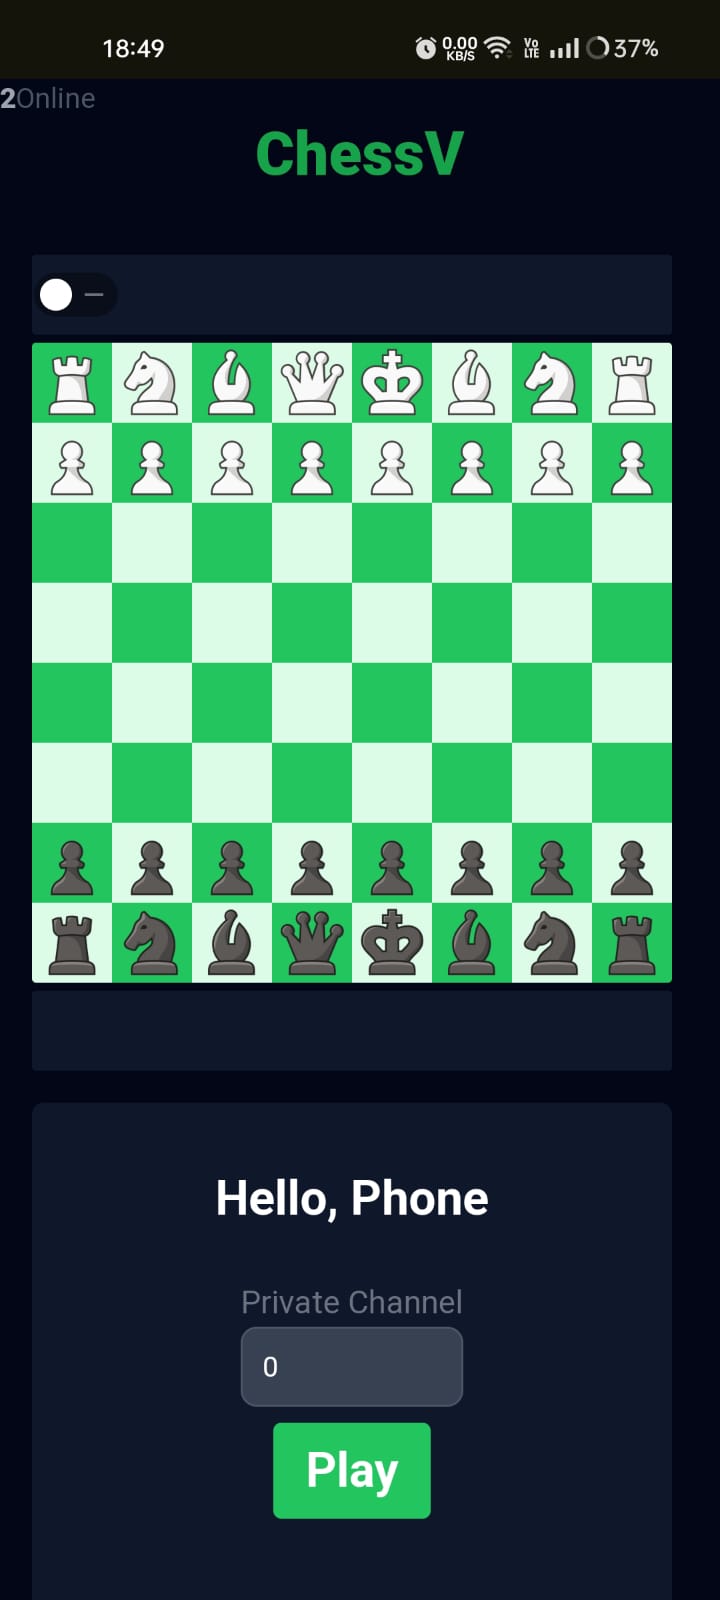 18:49 0.00 KB/S Vo LTE 37%
2Online
ChessV
Hello, Phone
Private Channel
0
Play